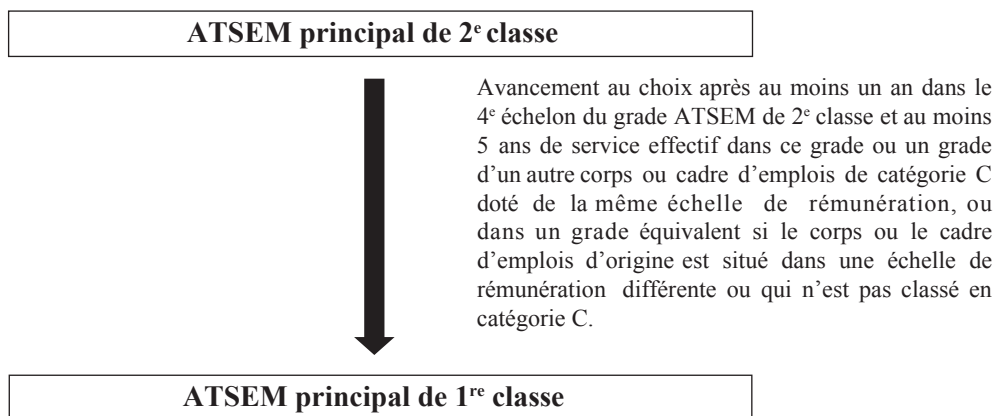 ATSEM principal de 2e classe
Avancement au choix après au moins un an dans le
4e échelon du grade ATSEM de 2e classe et au moins
5 ans de service effectif dans ce grade ou un grade
d’un autre corps ou cadre d’emplois de catégorie C
doté de la même échelle de rémunération, ou
dans un grade équivalent si le corps ou le cadre
d’emplois d’origine est situé dans une échelle de
rémunération différente ou qui n’est pas classé en
catégorie C.
ATSEM principal de 1re classe